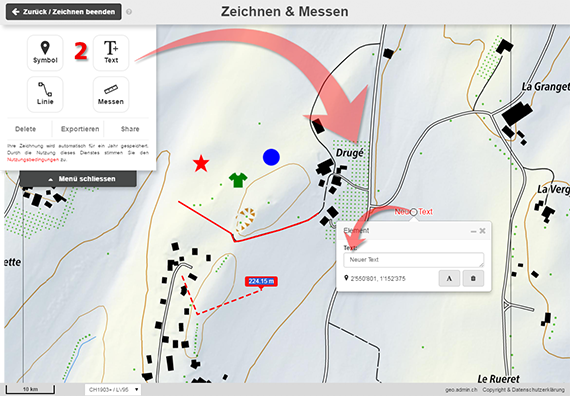 Zurück / Zeichnen beenden
Zeichnen & Messen
Symbol
2
Text
Linie
Messen
Delete
Exportieren
Share
Ihre Zeichnung wird automatisch für ein Jahr gespeichert.
Durch die Nutzung dieses Dienstes stimmen Sie den
Nutzungsbedingungen zu.
Menü schliessen
La Granget
Drugé
La Verg
Neuer Text
Element
Text:
Neuer Text
2'550'801, 1'152'375
A
ette
224.15 m
Le Rueret
10 km
CH1903+ / LV95
geo.admin.ch Copyright & Datenschutzerklärung